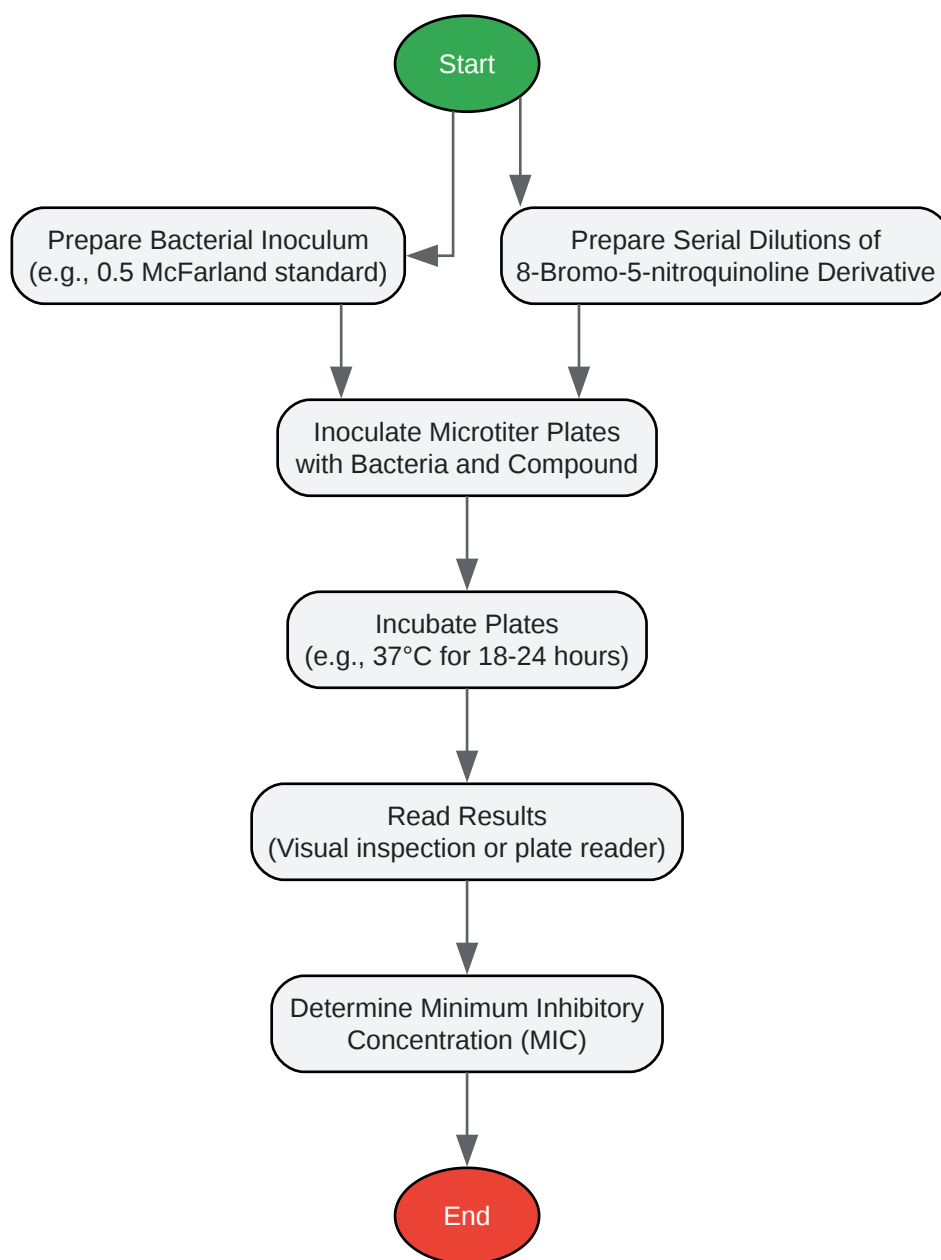 Start
Prepare Bacterial Inoculum
(e.g., 0.5 McFarland standard)
Prepare Serial Dilutions of
8-Bromo-5-nitroquinoline Derivative
Inoculate Microtiter Plates
with Bacteria and Compound
Incubate Plates
(e.g., 37°C for 18-24 hours)
Read Results
(Visual inspection or plate reader)
Determine Minimum Inhibitory
Concentration (MIC)
End